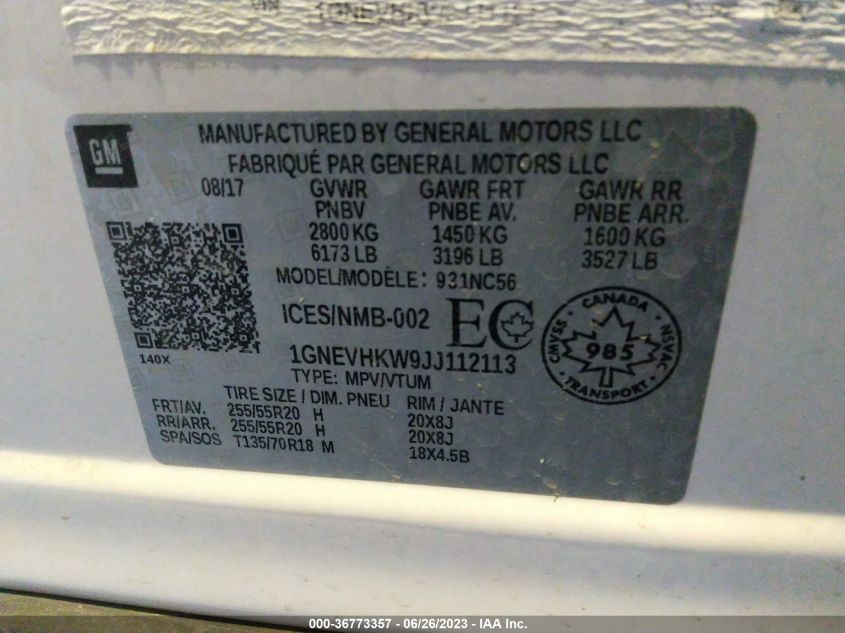 VIN
GM
MANUFACTURED BY GENERAL MOTORS LLC
FABRIQUÉ PAR GENERAL MOTORS LLC
08/17 GVWR GAWR FRT GAWR RR
PNBV PNBE AV. PNBE ARR.
2800 KG 1450 KG 1600 KG
6173 LB 3196 LB 3527 LB
MODEL/MODÈLE: 931NC56
ICES/NMB-002 EC
CANADA
CMVSS 985 NSVAC
TRANSPORT
140X
1GNEVHKW9JJ112113
TYPE: MPV/VTUM
TIRE SIZE / DIM. PNEU RIM / JANTE
FRT/AV. 255/55R20 H 20X8J
RR/ARR. 255/55R20 H 20X8J
SPA/SOS T135/70R18 M 18X4.5B
000-36773357 - 06/26/2023 - IAA Inc.